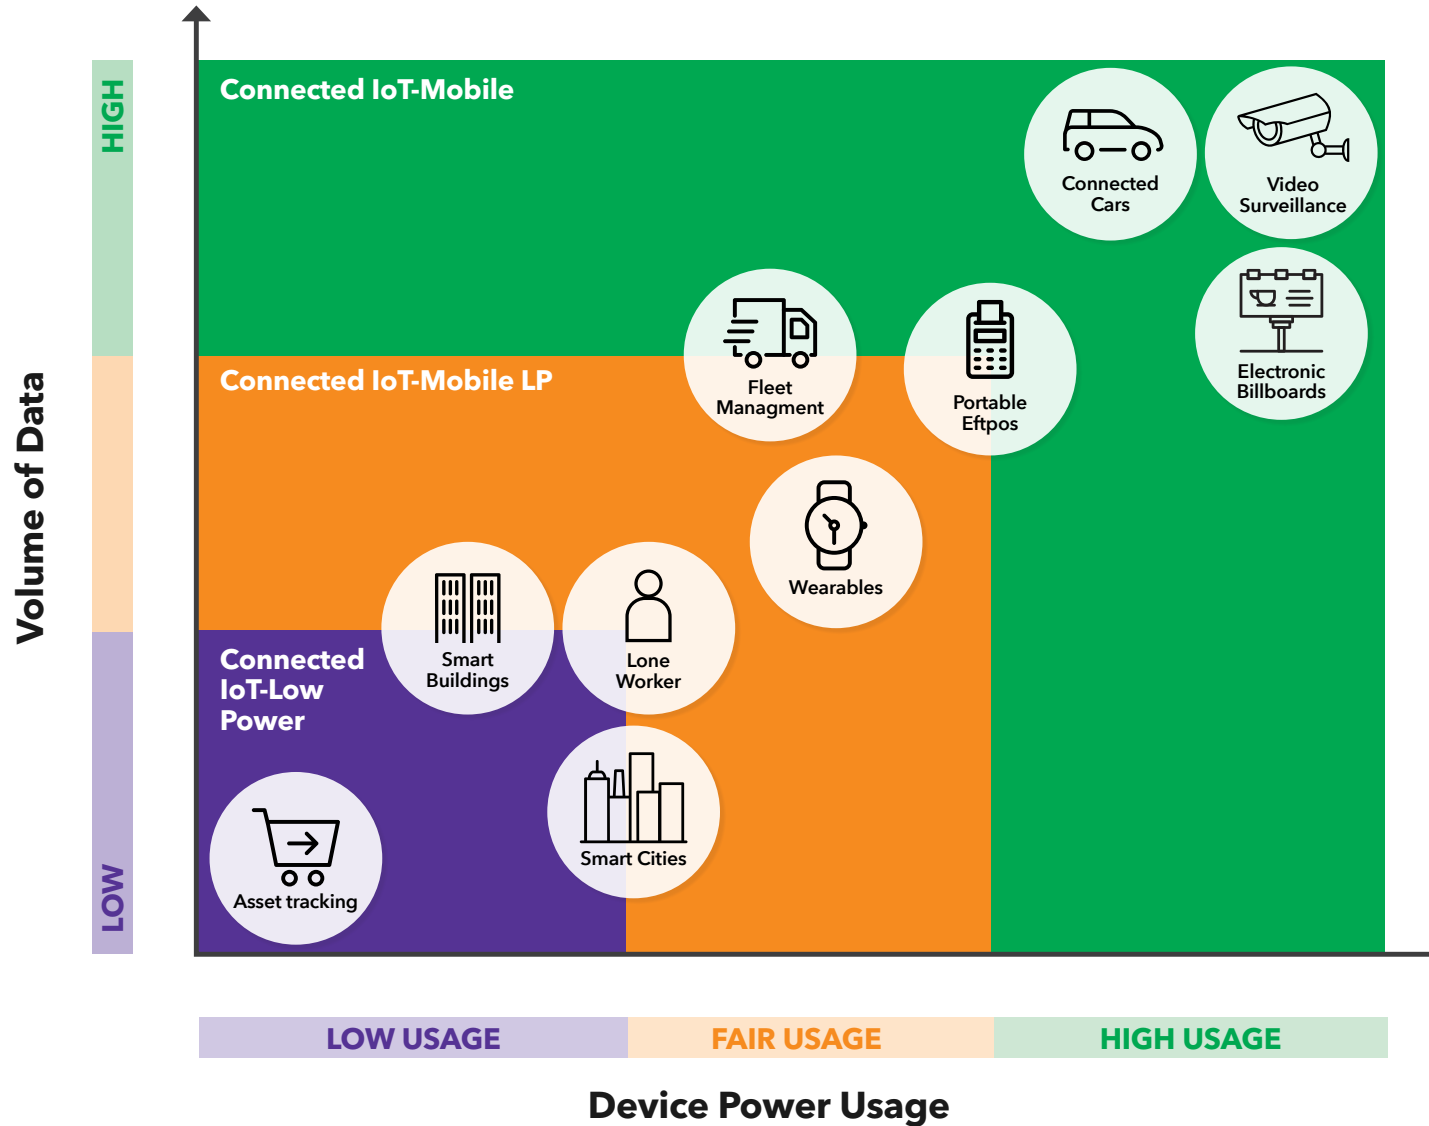 HIGH
LOW
Volume of Data
Connected IoT-Mobile
Connected
Cars
Video
Surveillance
Electronic
Billboards
Connected IoT-Mobile LP
Fleet
Managment
Portable
Eftpos
Wearables
Connected
IoT-Low
Power
Smart
Buildings
Lone
Worker
Smart Cities
Asset tracking
LOW USAGE
FAIR USAGE
HIGH USAGE
Device Power Usage